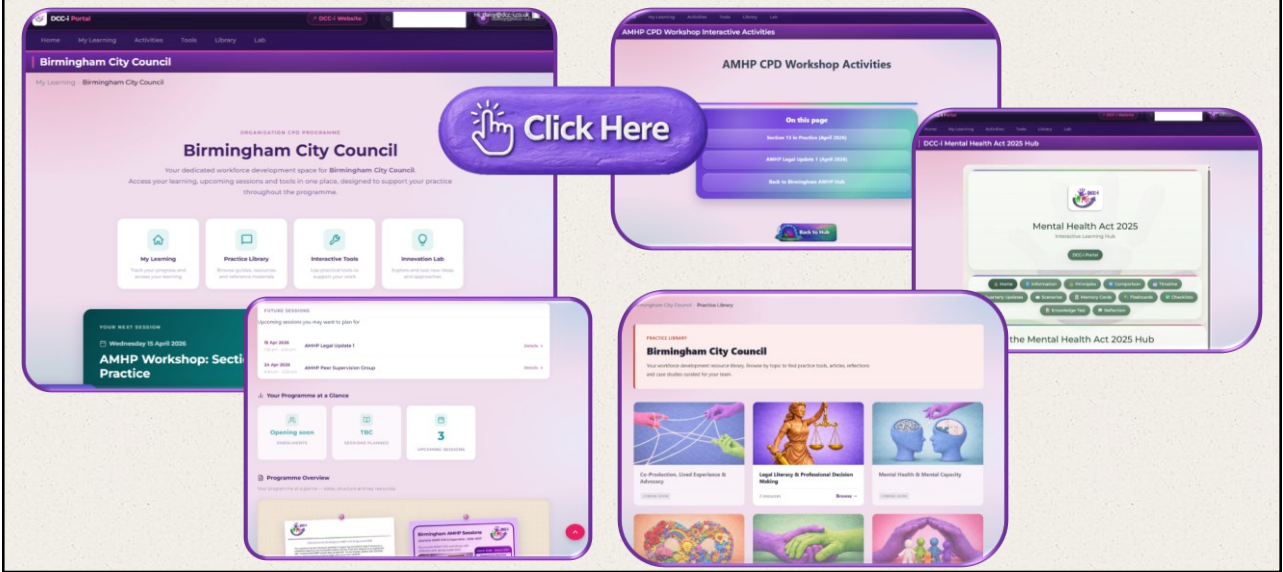 DCC-i Portal
DCC-i Website
Home My Learning Activities Tools Library Lab
Birmingham City Council
My Learning Birmingham City Council
ORGANISATION CPD PROGRAMME
Birmingham City Council
Your dedicated workforce development space for Birmingham City Council.
Access your learning, upcoming sessions and tools in one place, designed to support your practice
throughout the programme.
My Learning
Track your progress and
access your learning
Practice Library
Browse guides, resources
and reference materials
Interactive Tools
Use practical tools to
support your work
Innovation Lab
Explore and test new ideas
and approaches
YOUR NEXT SESSION
Wednesday 15 April 2026
AMHP Workshop: Secti
Practice
Click Here
My Learning Activities Tools Library Lab
AMHP CPD Workshop Interactive Activities
AMHP CPD Workshop Activities
On this page
Section 13 in Practice (April 2026)
AMHP Legal Update 1 (April 2026)
Back to Birmingham AMHP Hub
Back to Hub
Portal
DCC-i Website
Home My Learning Activities Tools Library Lab
DCC-i Mental Health Act 2025 Hub
DCC-i
Mental Health Act 2025
Interactive Learning Hub
DCC-i Portal
Home Information Principles Comparison Timeline
Quarterly Updates Scenarios Memory Cards Flashcards Checklists
Knowledge Test Reflection
the Mental Health Act 2025 Hub
FUTURE SESSIONS
Upcoming sessions you may want to plan for
15 Apr 2026
AMHP Legal Update 1
Details
24 Apr 2026
AMHP Peer Supervision Group
Details
Your Programme at a Glance
Opening soon
ENROLMENTS
TBC
SESSIONS PLANNED
3
UPCOMING SESSIONS
Programme Overview
Birmingham AMHP Sessions
Birmingham City Council Practice Library
PRACTICE LIBRARY
Birmingham City Council
Your workforce development resource library. Browse by topic to find practice tools, articles, reflections
and case studies curated for your team.
Co-Production, Lived Experience &
Advocacy
COMING SOON
Legal Literacy & Professional Decision
Making
2 resources Browse
Mental Health & Mental Capacity
COMING SOON